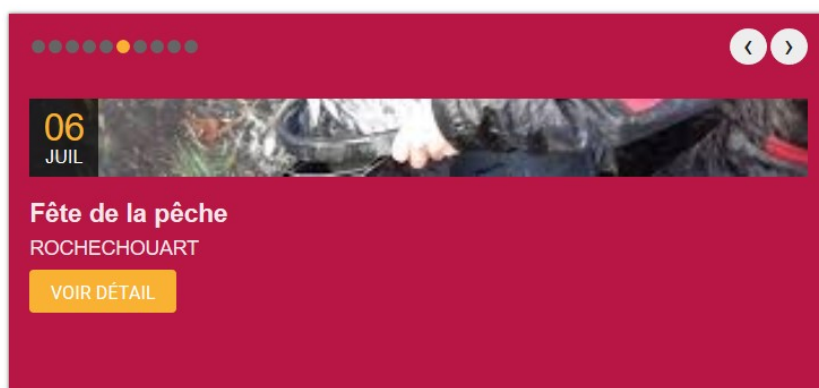 06
JUIL
Fête de la pêche
ROCHECHOUART
VOIR DÉTAIL